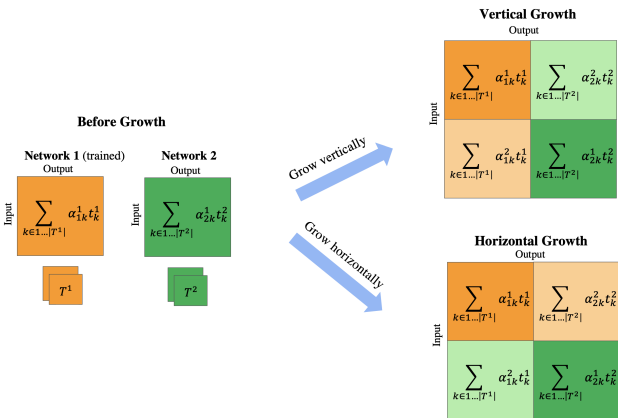 Vertical Growth
Output
Input
∑ k∈1…|T¹| α¹₁ₖt¹ₖ
∑ k∈1…|T²| α²₂ₖt²ₖ
∑ k∈1…|T¹| α²₁ₖt¹ₖ
∑ k∈1…|T²| α¹₂ₖt²ₖ
Before Growth
Network 1 (trained)
Output
Input
∑ k∈1…|T¹| α¹₁ₖt¹ₖ
T¹
Network 2
Output
Input
∑ k∈1…|T²| α¹₂ₖt²ₖ
T²
Grow vertically
Grow horizontally
Horizontal Growth
Output
Input
∑ k∈1…|T¹| α¹₁ₖt¹ₖ
∑ k∈1…|T²| α²₂ₖt²ₖ
∑ k∈1…|T¹| α²₁ₖt²ₖ
∑ k∈1…|T²| α¹₂ₖt²ₖ